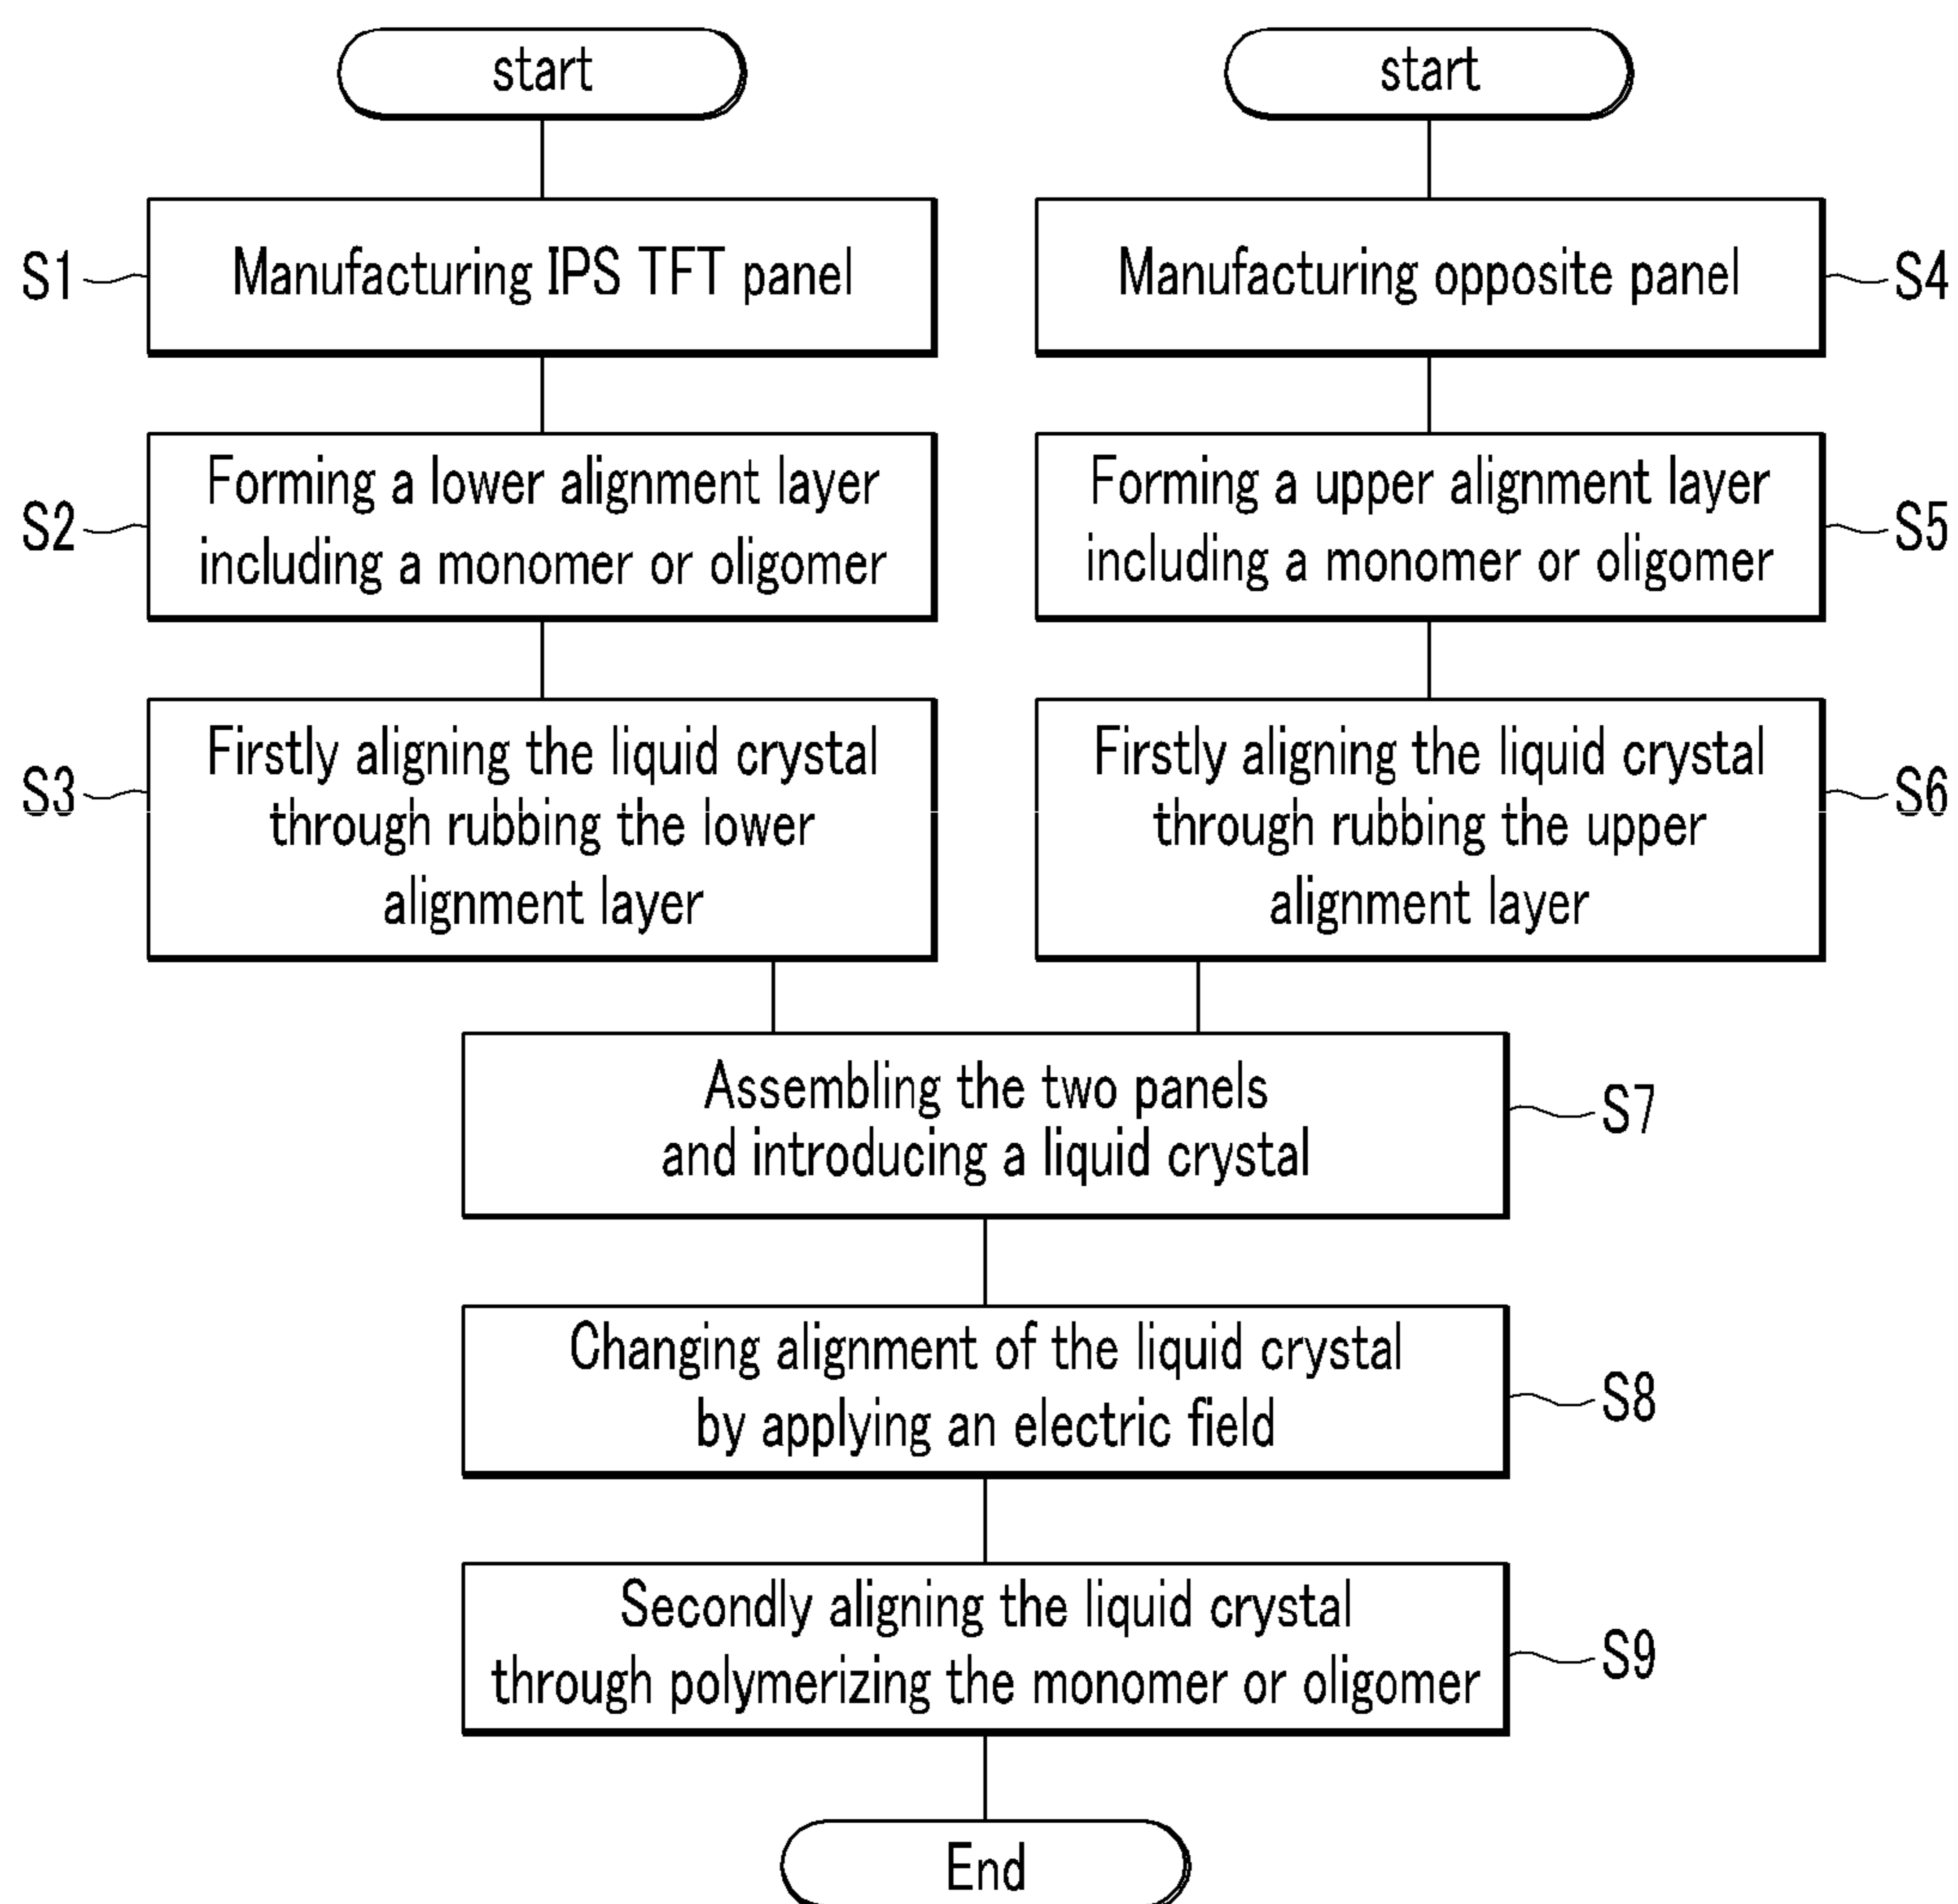 start
S1
Manufacturing IPS TFT panel
S2
Forming a lower alignment layer
including a monomer or oligomer
S3
Firstly aligning the liquid crystal
through rubbing the lower
alignment layer
start
Manufacturing opposite panel
S4
Forming a upper alignment layer
including a monomer or oligomer
S5
Firstly aligning the liquid crystal
through rubbing the upper
alignment layer
S6
Assembling the two panels
and introducing a liquid crystal
S7
Changing alignment of the liquid crystal
by applying an electric field
S8
Secondly aligning the liquid crystal
through polymerizing the monomer or oligomer
S9
End